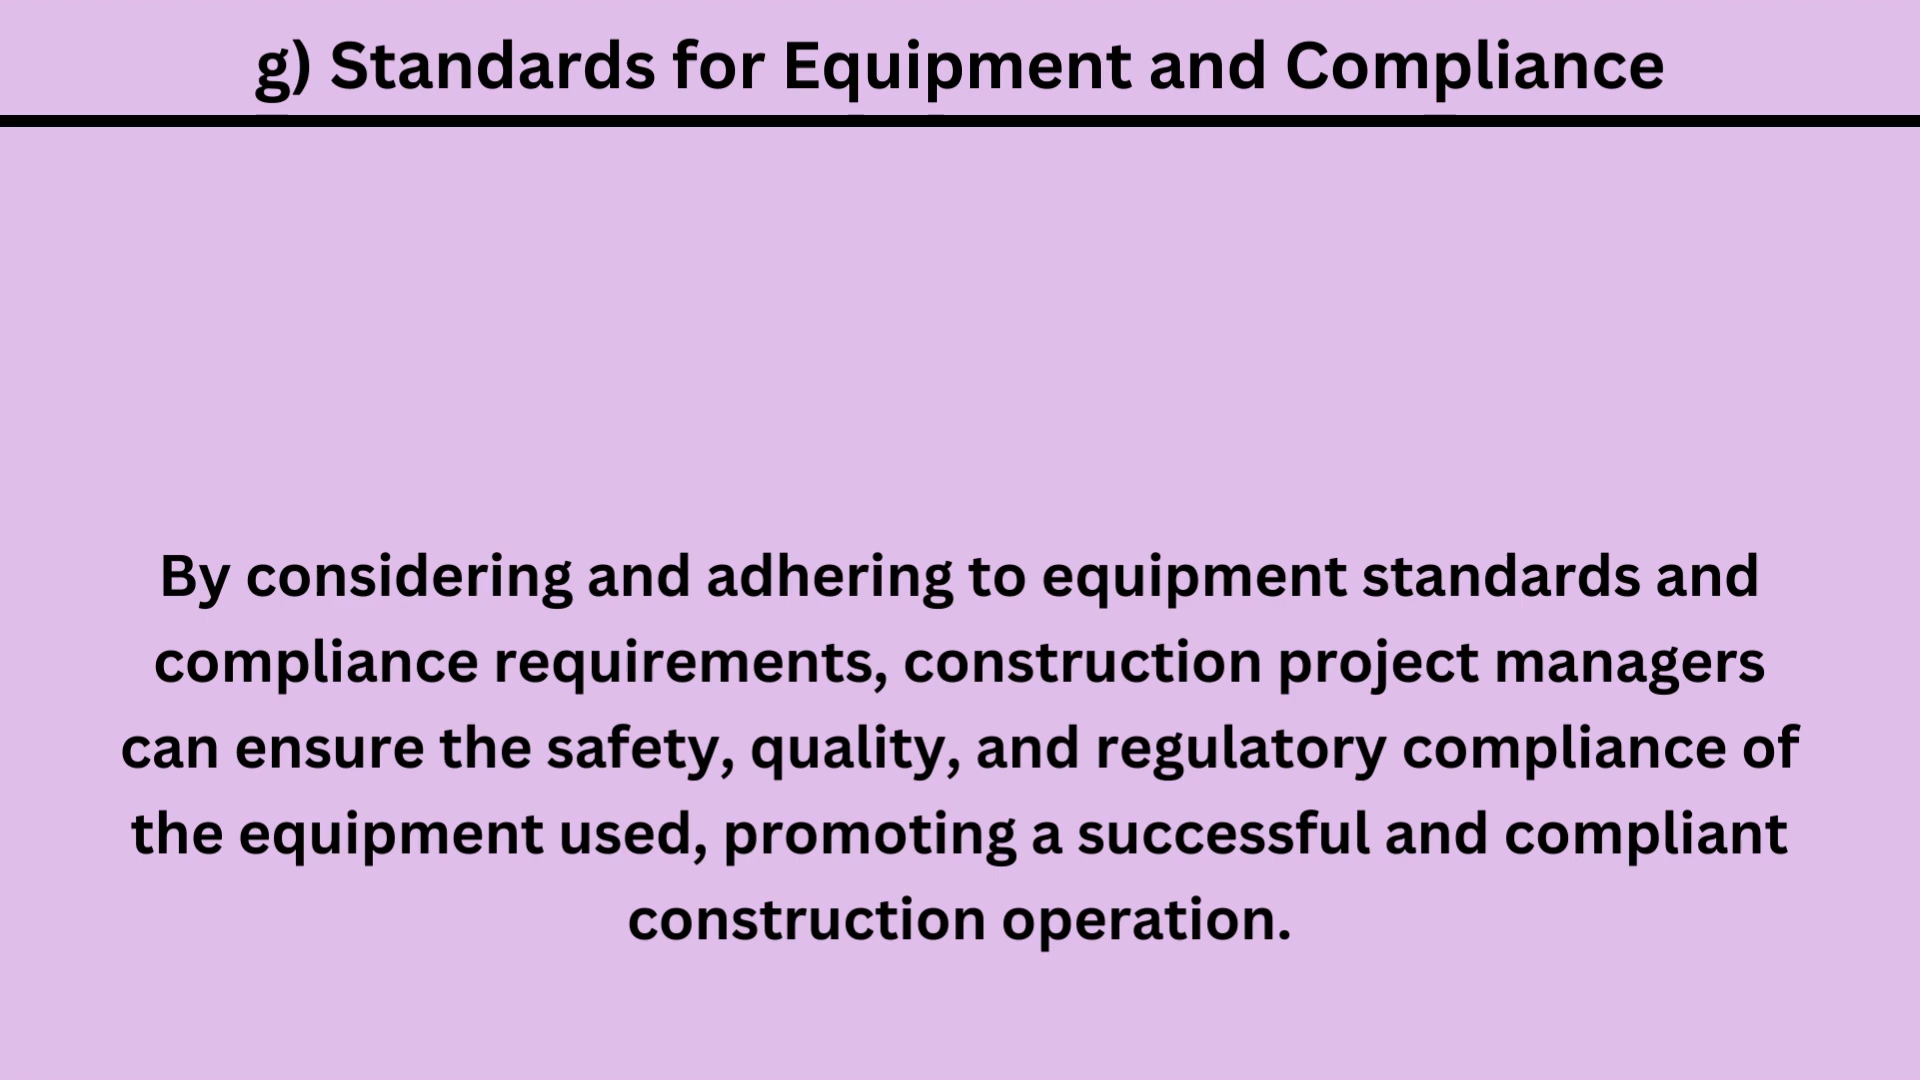 g) Standards for Equipment and Compliance
By considering and adhering to equipment standards and
compliance requirements, construction project managers
can ensure the safety, quality, and regulatory compliance of
the equipment used, promoting a successful and compliant
construction operation.